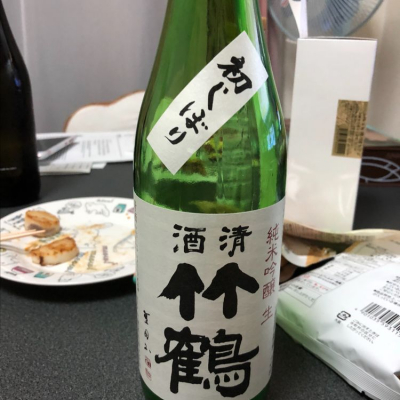 初しぼり
清酒
竹鶴
純米吟醸 生